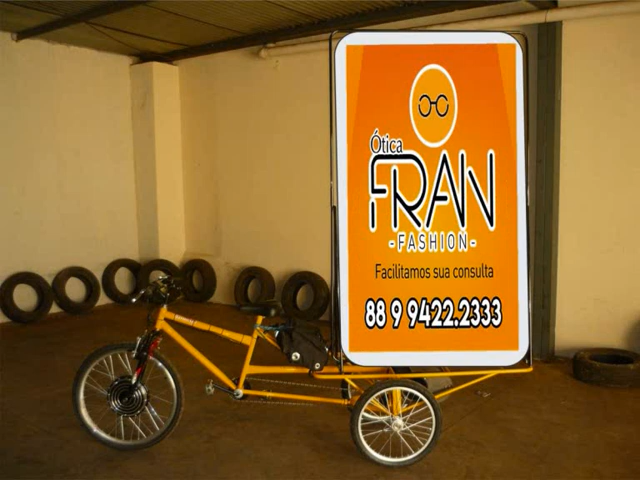 Ótica
FRAN
-FASHION-
Facilitamos sua consulta
88 9 9422.2333